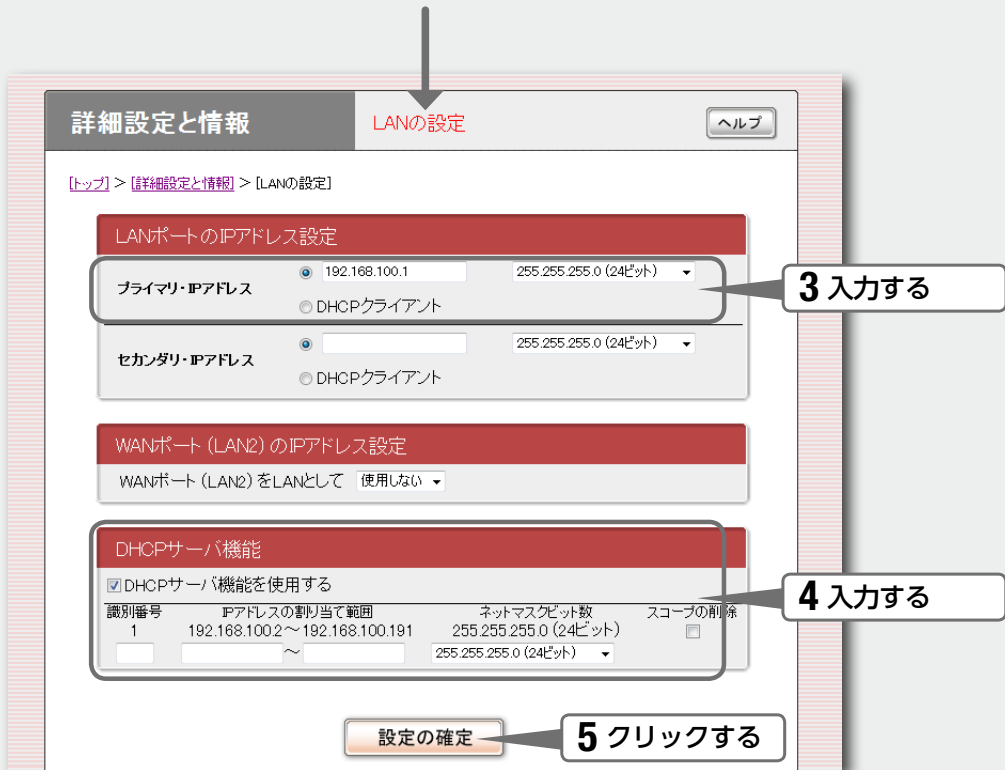 詳細設定と情報 LANの設定 ヘルプ
[トップ] > [詳細設定と情報] > [LANの設定]
LANポートのIPアドレス設定
プライマリ・IPアドレス 192.168.100.1 255.255.255.0 (24ビット)
DHCPクライアント
3 入力する
セカンダリ・IPアドレス 255.255.255.0 (24ビット)
DHCPクライアント
WANポート (LAN2) のIPアドレス設定
WANポート (LAN2) をLANとして 使用しない
DHCPサーバ機能
DHCPサーバ機能を使用する
4 入力する
識別番号 IPアドレスの割り当て範囲 ネットマスクビット数 スコープの削除
1 192.168.100.2～192.168.100.191 255.255.255.0 (24ビット)
～ 255.255.255.0 (24ビット)
設定の確定 5 クリックする